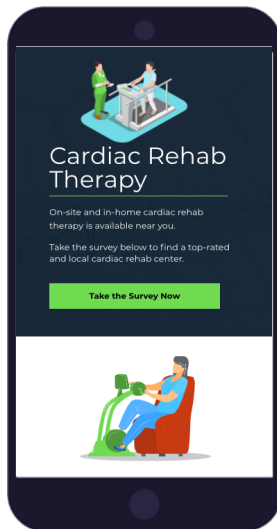 Cardiac Rehab
Therapy
On-site and in-home cardiac rehab
therapy is available near you.
Take the survey below to find a top-rated
and local cardiac rehab center.
Take the Survey Now